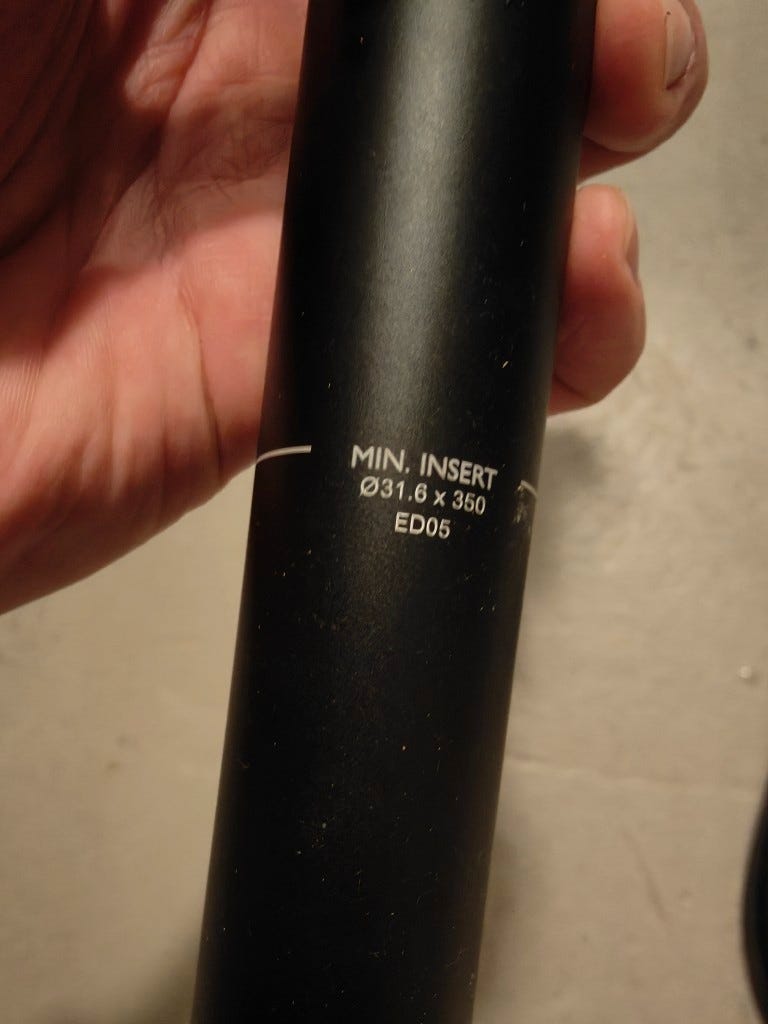 MIN. INSERT
Ø31.6 x 350
ED05